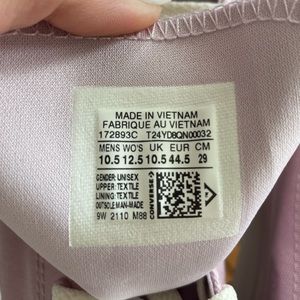 MADE IN VIETNAM
FABRIQUE AU VIETNAM
172893C T24YD8QN00032
MENS WO'S UK EUR CM
10.5 12.5 10.5 44.5 29
GENDER: UNISEX
UPPER: TEXTILE
LINING: TEXTILE
OUTSOLE:MAN-MADE
9W 2110 M88
CONVERSE